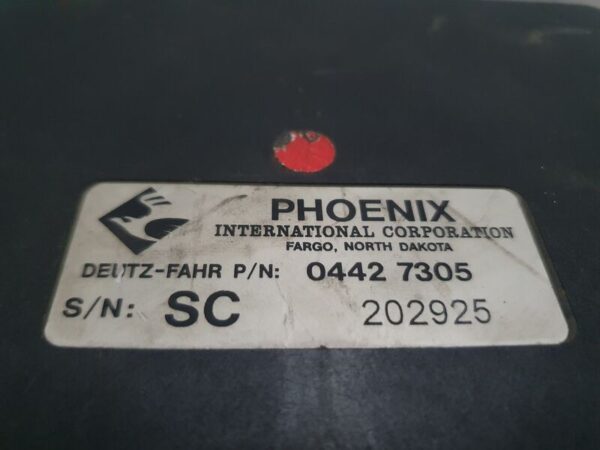 PHOENIX
INTERNATIONAL CORPORATION
FARGO, NORTH DAKOTA
DEUTZ-FAHR P/N: 0442 7305
S/N: SC 202925